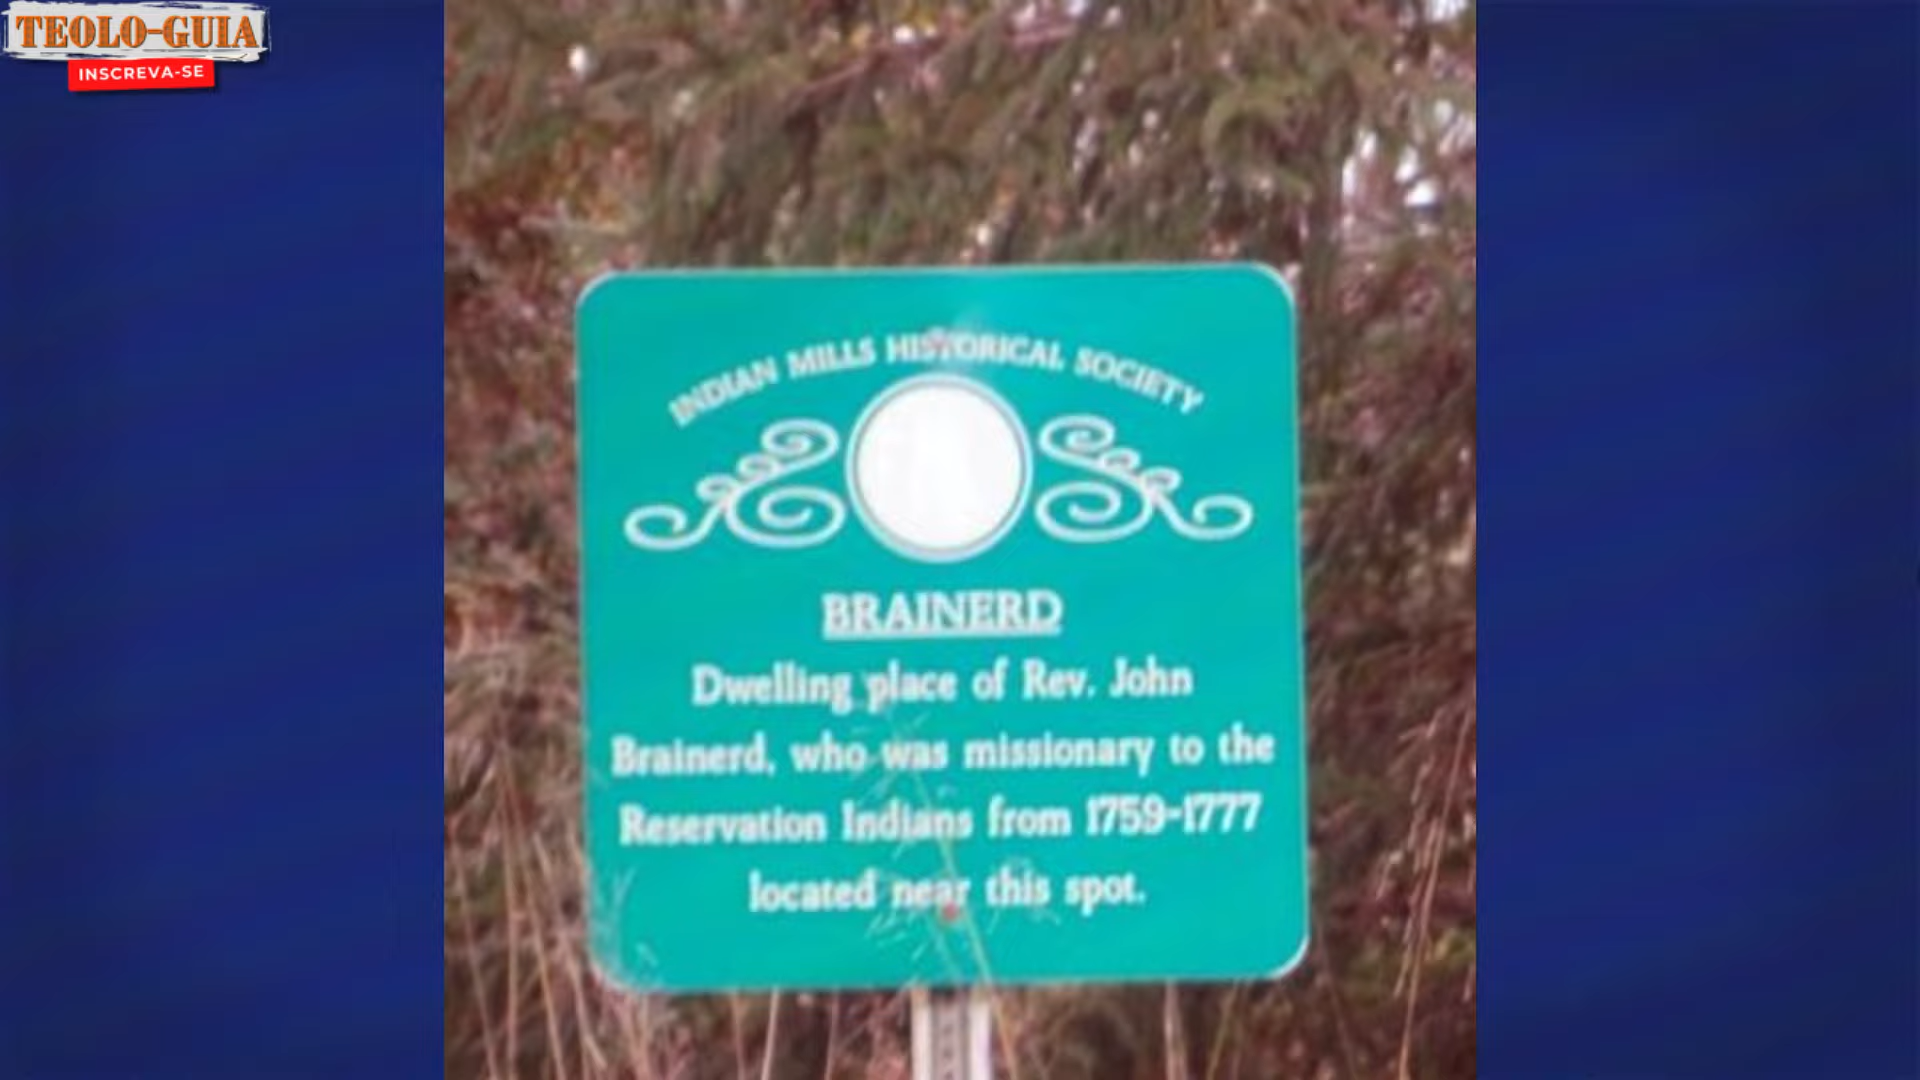 TEOLO-GUIA
INSCREVA-SE
INDIAN MILLS HISTORICAL SOCIETY
BRAINERD
Dwelling place of Rev. John
Brainerd, who was missionary to the
Reservation Indians from 1759-1777
located near this spot.